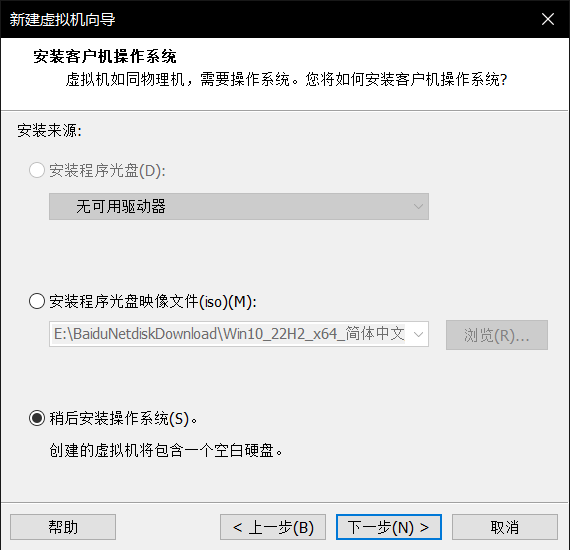 新建虚拟机向导
安装客户机操作系统
虚拟机如同物理机，需要操作系统。您将如何安装客户机操作系统?
安装来源:
安装程序光盘(D):
无可用驱动器
安装程序光盘映像文件(iso)(M):
E:\BaiduNetdiskDownload\Win10_22H2_x64_简体中文
浏览(R)...
稍后安装操作系统(S)。
创建的虚拟机将包含一个空白硬盘。
帮助
< 上一步(B)
下一步(N) >
取消